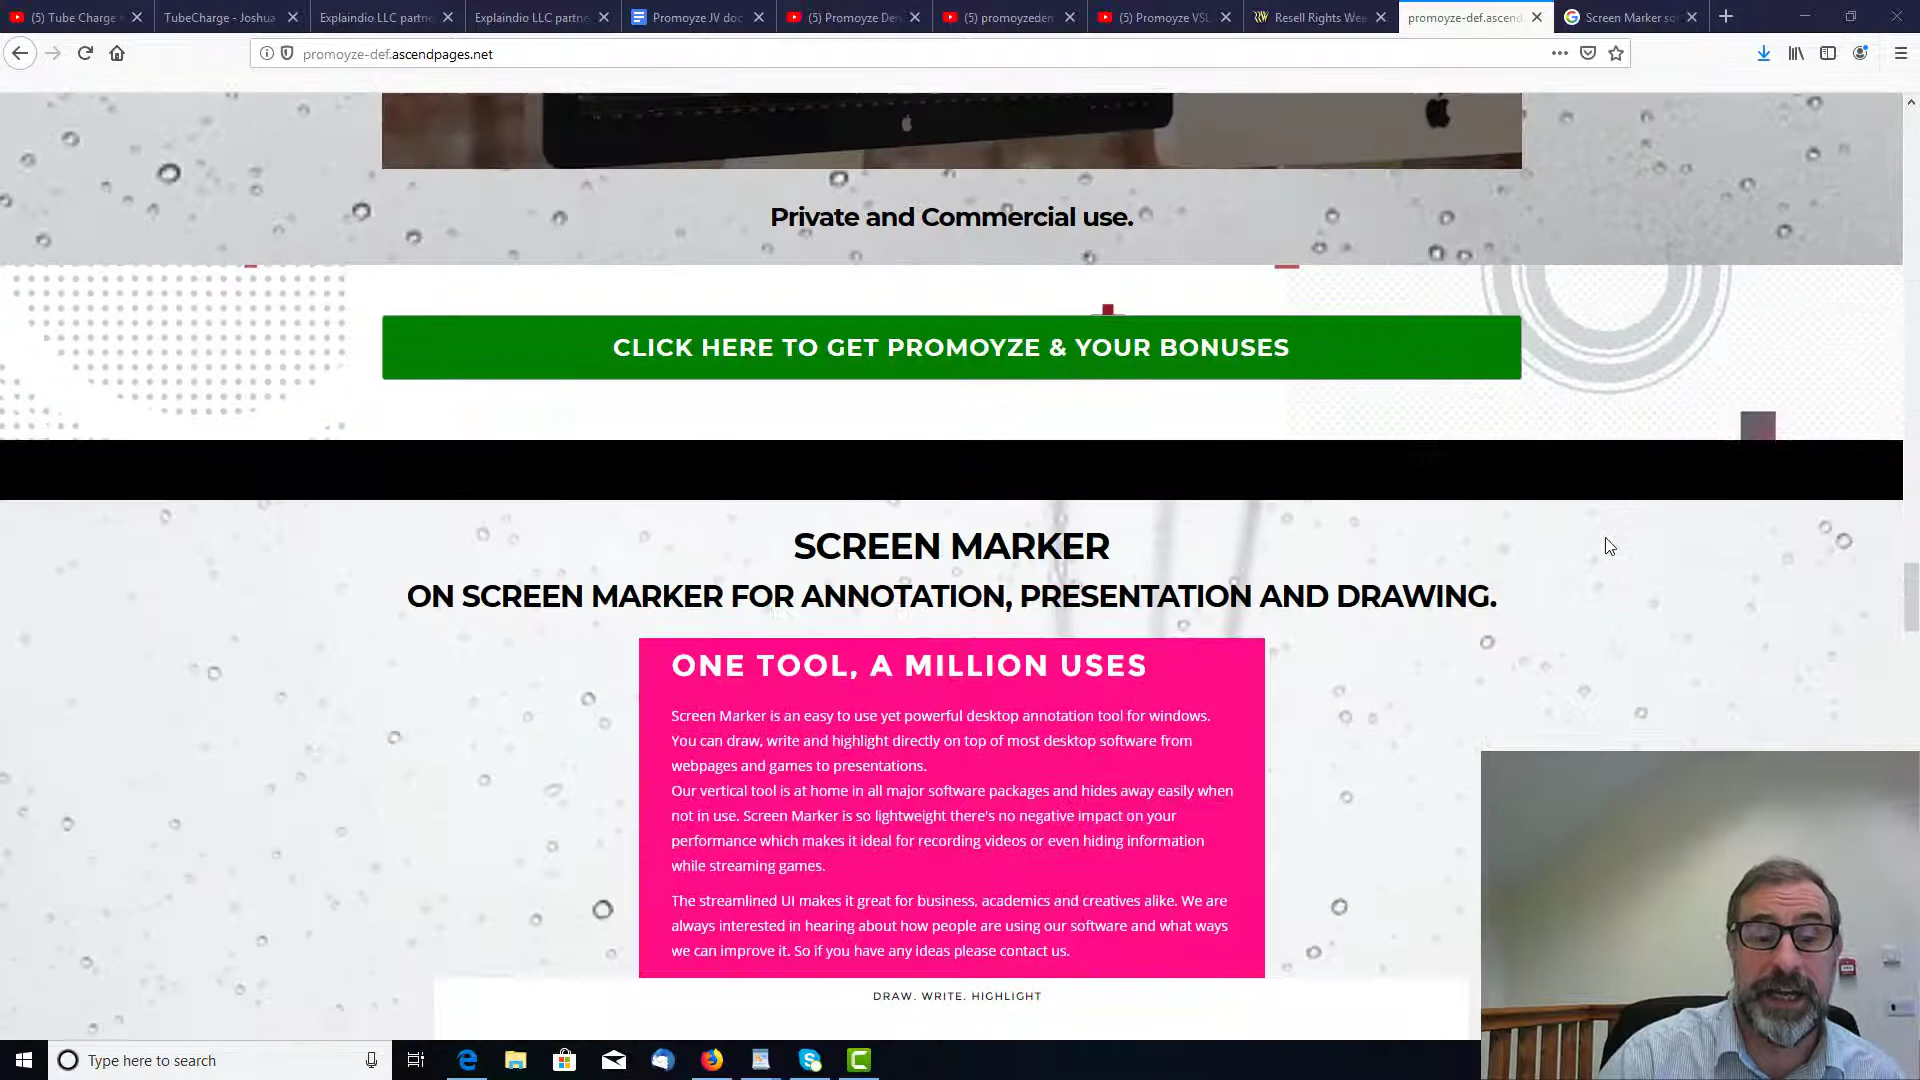 (5) Tube Charge
TubeCharge - Joshua
Explaindio LLC partne
Explaindio LLC partne
Promoyze JV doc
(5) Promoyze Den
(5) promoyzedem
(5) Promoyze VSL
Resell Rights Wee
promoyze-def.ascend
Screen Marker so
promoyze-def.ascendpages.net
Private and Commercial use.
CLICK HERE TO GET PROMOYZE & YOUR BONUSES
SCREEN MARKER
ON SCREEN MARKER FOR ANNOTATION, PRESENTATION AND DRAWING.
ONE TOOL, A MILLION USES
Screen Marker is an easy to use yet powerful desktop annotation tool for windows.
You can draw, write and highlight directly on top of most desktop software from
webpages and games to presentations.
Our vertical tool is at home in all major software packages and hides away easily when
not in use. Screen Marker is so lightweight there's no negative impact on your
performance which makes it ideal for recording videos or even hiding information
while streaming games.
The streamlined UI makes it great for business, academics and creatives alike. We are
always interested in hearing about how people are using our software and what ways
we can improve it. So if you have any ideas please contact us.
DRAW. WRITE. HIGHLIGHT
Type here to search